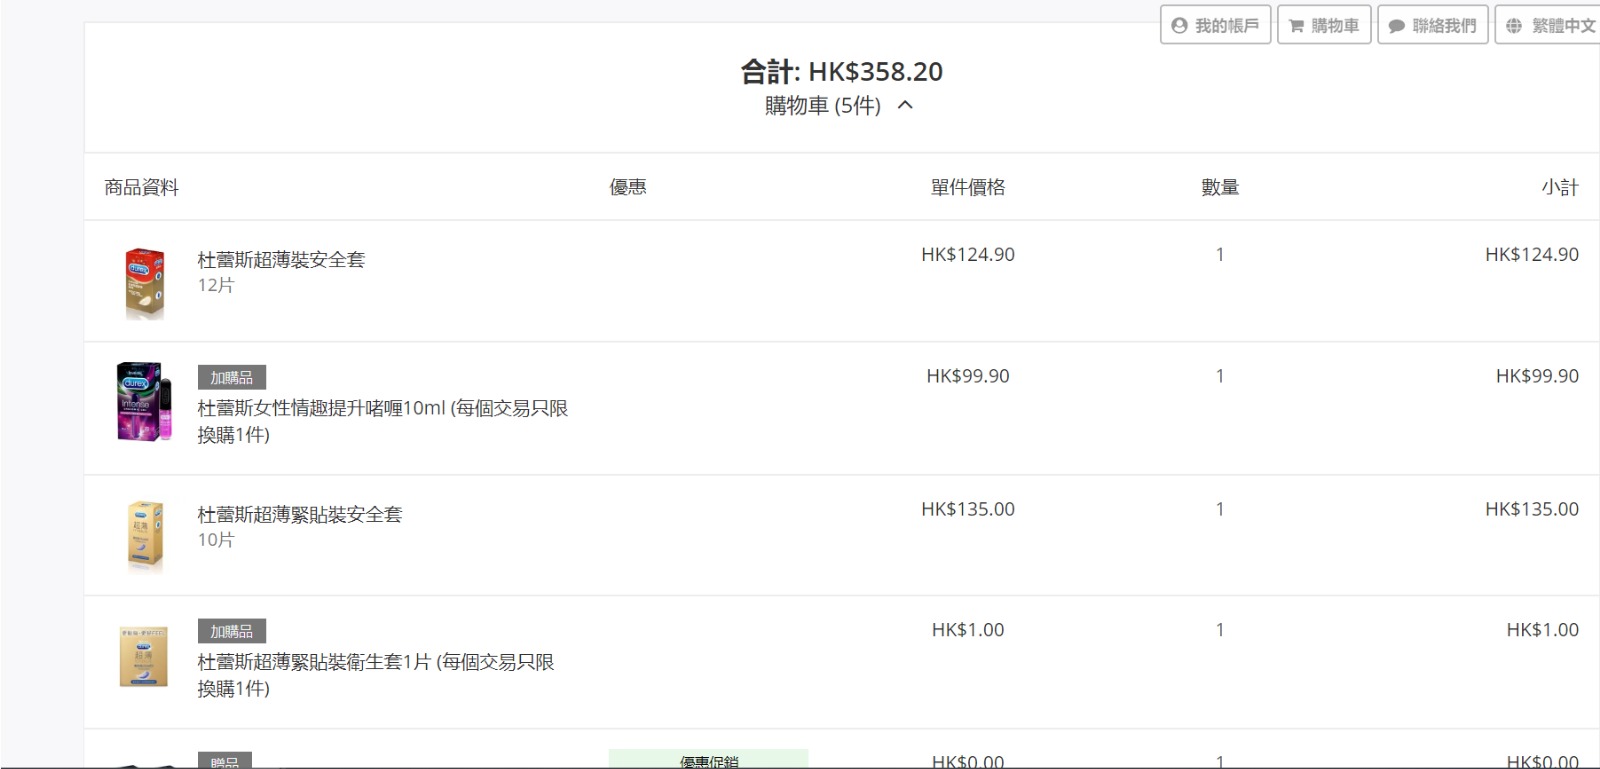 我的帳戶
購物車
聯絡我們
繁體中文
合計: HK$358.20
購物車 (5件)
商品資料
優惠
單件價格
數量
小計
杜蕾斯超薄裝安全套
12片
HK$124.90
1
HK$124.90
durex
加購品
杜蕾斯女性情趣提升啫喱10ml (每個交易只限
換購1件)
HK$99.90
1
HK$99.90
durex
intense
杜蕾斯超薄緊貼裝安全套
10片
HK$135.00
1
HK$135.00
超薄
加購品
杜蕾斯超薄緊貼裝衛生套1片 (每個交易只限
換購1件)
HK$1.00
1
HK$1.00
超薄
贈品
優惠促銷
HK$0.00
1
HK$0.00